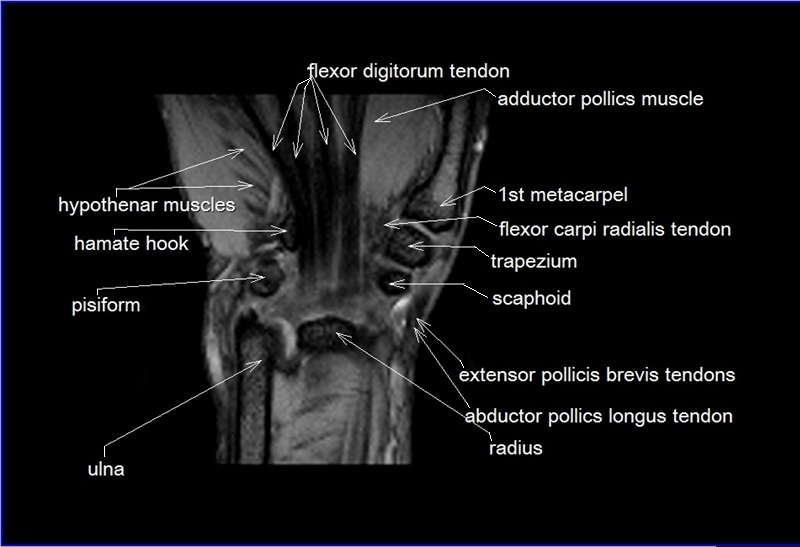 flexor digitorum tendon
adductor pollics muscle
hypothenar muscles
1st metacarpel
hamate hook
flexor carpi radialis tendon
trapezium
pisiform
scaphoid
extensor pollicis brevis tendons
abductor pollics longus tendon
radius
ulna